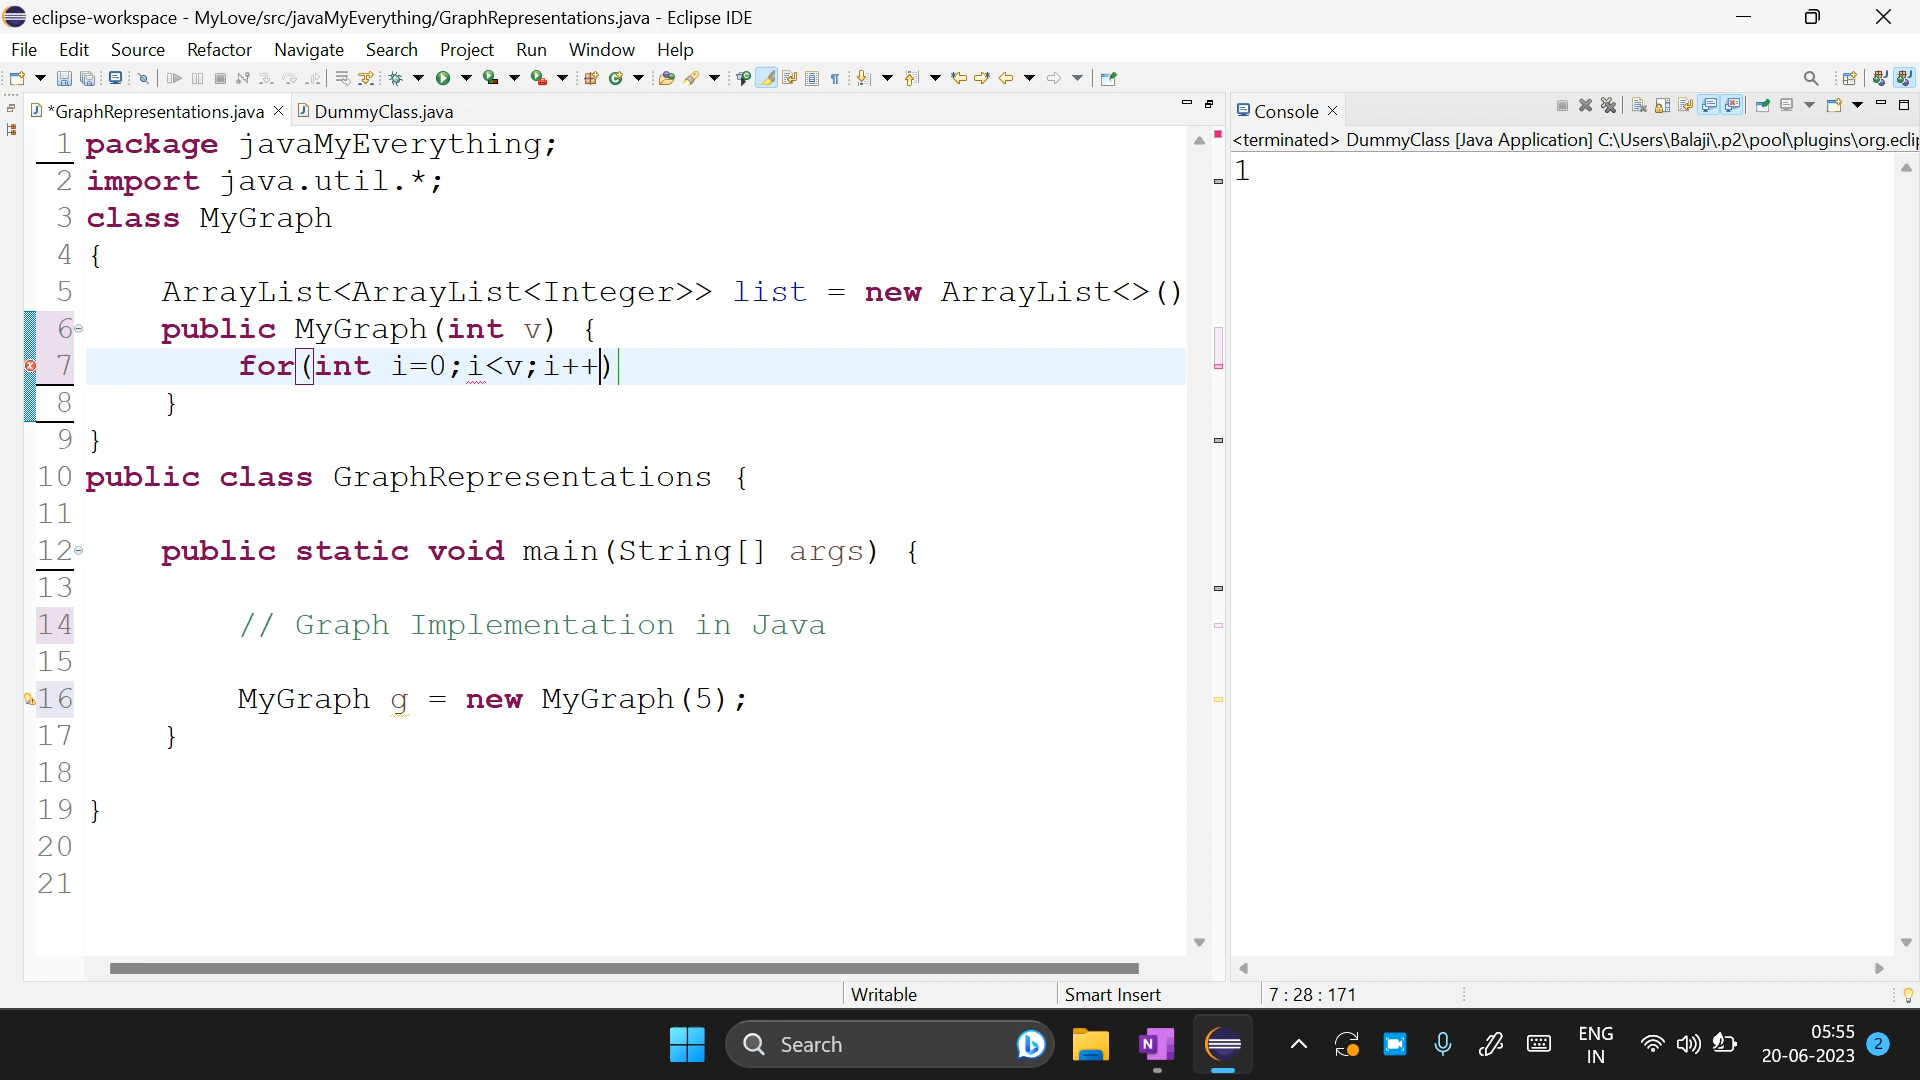 eclipse-workspace - MyLove/src/javaMyEverything/GraphRepresentations.java - Eclipse IDE
File Edit Source Refactor Navigate Search Project Run Window Help
*GraphRepresentations.java DummyClass.java
1 package javaMyEverything;
2 import java.util.*;
3 class MyGraph
4 {
5 ArrayList<ArrayList<Integer>> list = new ArrayList<>()
6 public MyGraph(int v) {
7 for(int i=0;i<v;i++)
8 }
9 }
10 public class GraphRepresentations {
11
12 public static void main(String[] args) {
13
14 // Graph Implementation in Java
15
16 MyGraph g = new MyGraph(5);
17 }
18
19 }
20
21
Console
<terminated> DummyClass [Java Application] C:\Users\Balaji\.p2\pool\plugins\org.eclip
1
Writable Smart Insert 7 : 28 : 171
Search
N
ENG
IN
05:55
20-06-2023
2